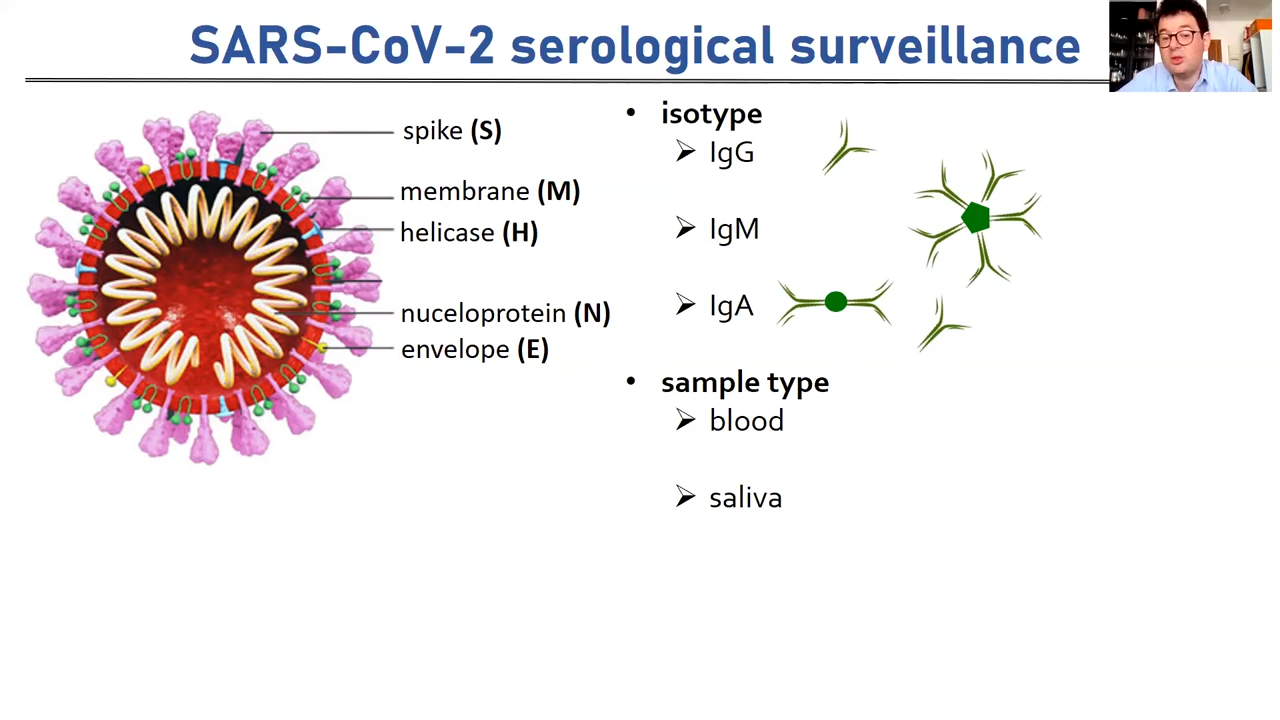 SARS-CoV-2 serological surveillance
spike (S)
membrane (M)
helicase (H)
nuceloprotein (N)
envelope (E)
• isotype
➢ IgG
➢ IgM
➢ IgA
• sample type
➢ blood
➢ saliva